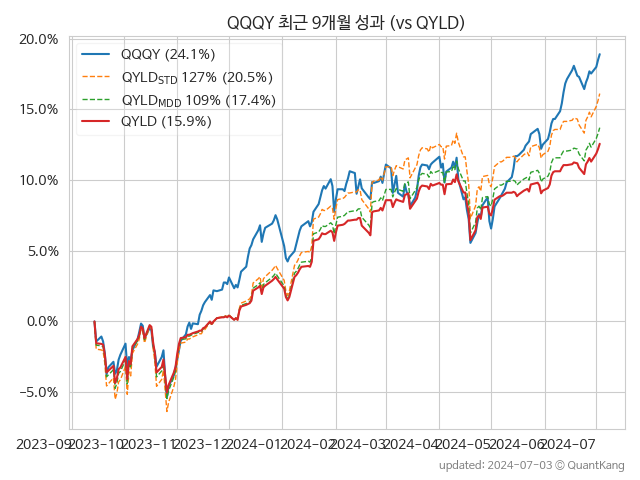 QQQY 최근 9개월 성과 (vs QYLD)
20.0%
15.0%
10.0%
5.0%
0.0%
−5.0%
QQQY (24.1%)
QYLD_STD 127% (20.5%)
QYLD_MDD 109% (17.4%)
QYLD (15.9%)
2023-09 2023-10 2023-11 2023-12 2024-01 2024-02 2024-03 2024-04 2024-05 2024-06 2024-07
updated: 2024-07-03 © QuantKang